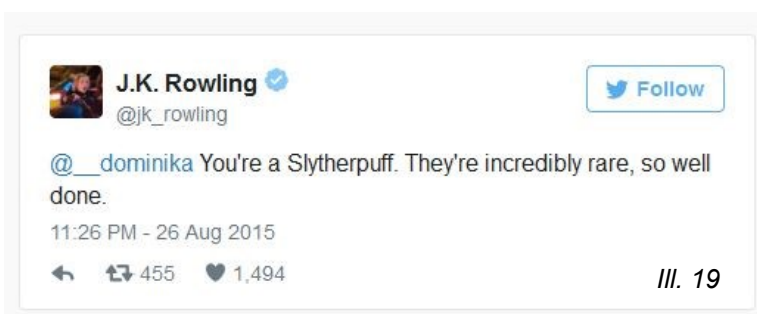 J.K. Rowling
Follow
@jk_rowling
@__dominika You're a Slytherpuff. They're incredibly rare, so well
done.
11:26 PM - 26 Aug 2015
455 1,494
Ill. 19